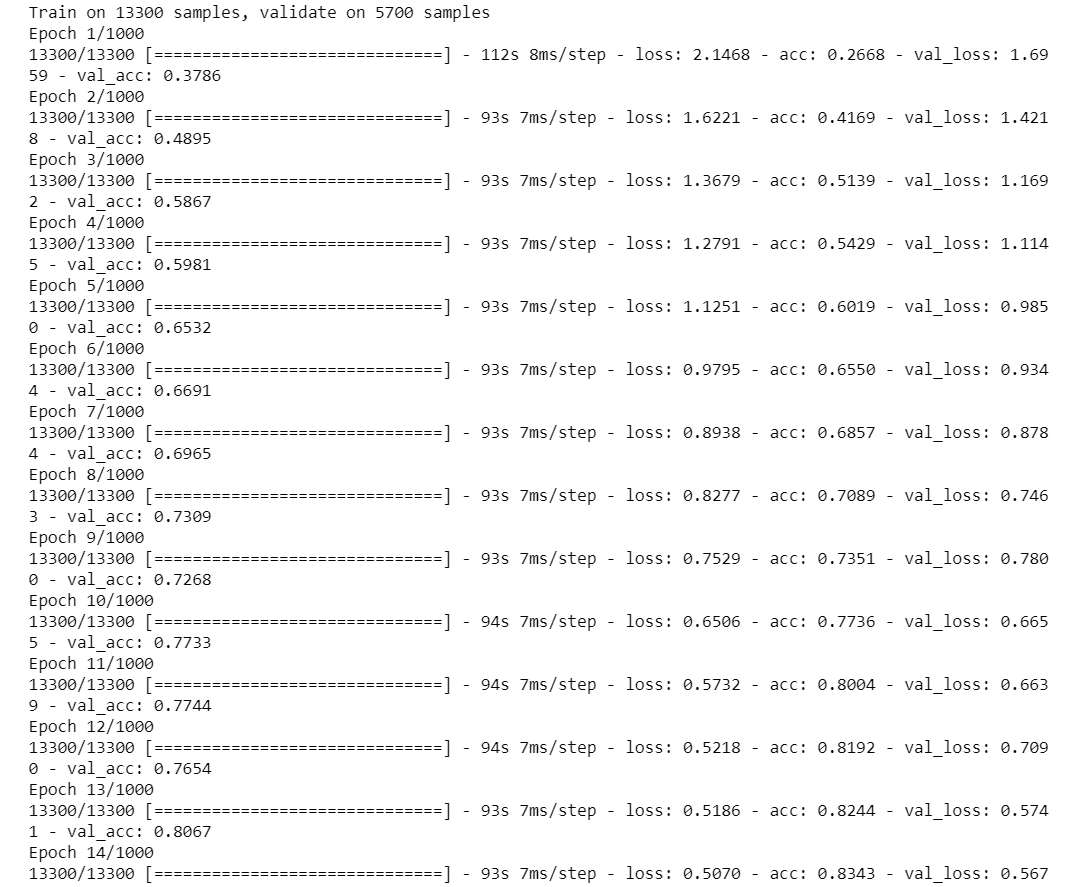 Train on 13300 samples, validate on 5700 samples
Epoch 1/1000
13300/13300 [==============================] - 112s 8ms/step - loss: 2.1468 - acc: 0.2668 - val_loss: 1.69
59 - val_acc: 0.3786
Epoch 2/1000
13300/13300 [==============================] - 93s 7ms/step - loss: 1.6221 - acc: 0.4169 - val_loss: 1.421
8 - val_acc: 0.4895
Epoch 3/1000
13300/13300 [==============================] - 93s 7ms/step - loss: 1.3679 - acc: 0.5139 - val_loss: 1.169
2 - val_acc: 0.5867
Epoch 4/1000
13300/13300 [==============================] - 93s 7ms/step - loss: 1.2791 - acc: 0.5429 - val_loss: 1.114
5 - val_acc: 0.5981
Epoch 5/1000
13300/13300 [==============================] - 93s 7ms/step - loss: 1.1251 - acc: 0.6019 - val_loss: 0.985
0 - val_acc: 0.6532
Epoch 6/1000
13300/13300 [==============================] - 93s 7ms/step - loss: 0.9795 - acc: 0.6550 - val_loss: 0.934
4 - val_acc: 0.6691
Epoch 7/1000
13300/13300 [==============================] - 93s 7ms/step - loss: 0.8938 - acc: 0.6857 - val_loss: 0.878
4 - val_acc: 0.6965
Epoch 8/1000
13300/13300 [==============================] - 93s 7ms/step - loss: 0.8277 - acc: 0.7089 - val_loss: 0.746
3 - val_acc: 0.7309
Epoch 9/1000
13300/13300 [==============================] - 93s 7ms/step - loss: 0.7529 - acc: 0.7351 - val_loss: 0.780
0 - val_acc: 0.7268
Epoch 10/1000
13300/13300 [==============================] - 94s 7ms/step - loss: 0.6506 - acc: 0.7736 - val_loss: 0.665
5 - val_acc: 0.7733
Epoch 11/1000
13300/13300 [==============================] - 94s 7ms/step - loss: 0.5732 - acc: 0.8004 - val_loss: 0.663
9 - val_acc: 0.7744
Epoch 12/1000
13300/13300 [==============================] - 94s 7ms/step - loss: 0.5218 - acc: 0.8192 - val_loss: 0.709
0 - val_acc: 0.7654
Epoch 13/1000
13300/13300 [==============================] - 93s 7ms/step - loss: 0.5186 - acc: 0.8244 - val_loss: 0.574
1 - val_acc: 0.8067
Epoch 14/1000
13300/13300 [==============================] - 93s 7ms/step - loss: 0.5070 - acc: 0.8343 - val_loss: 0.567